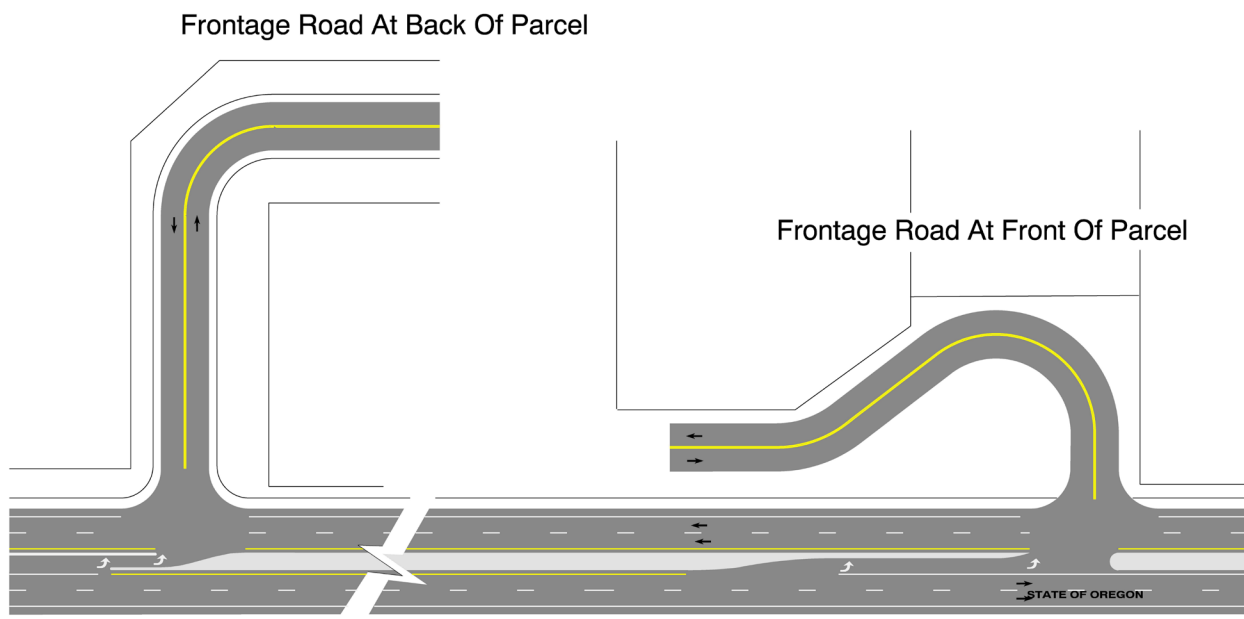 Frontage Road At Back Of Parcel
Frontage Road At Front Of Parcel
STATE OF OREGON